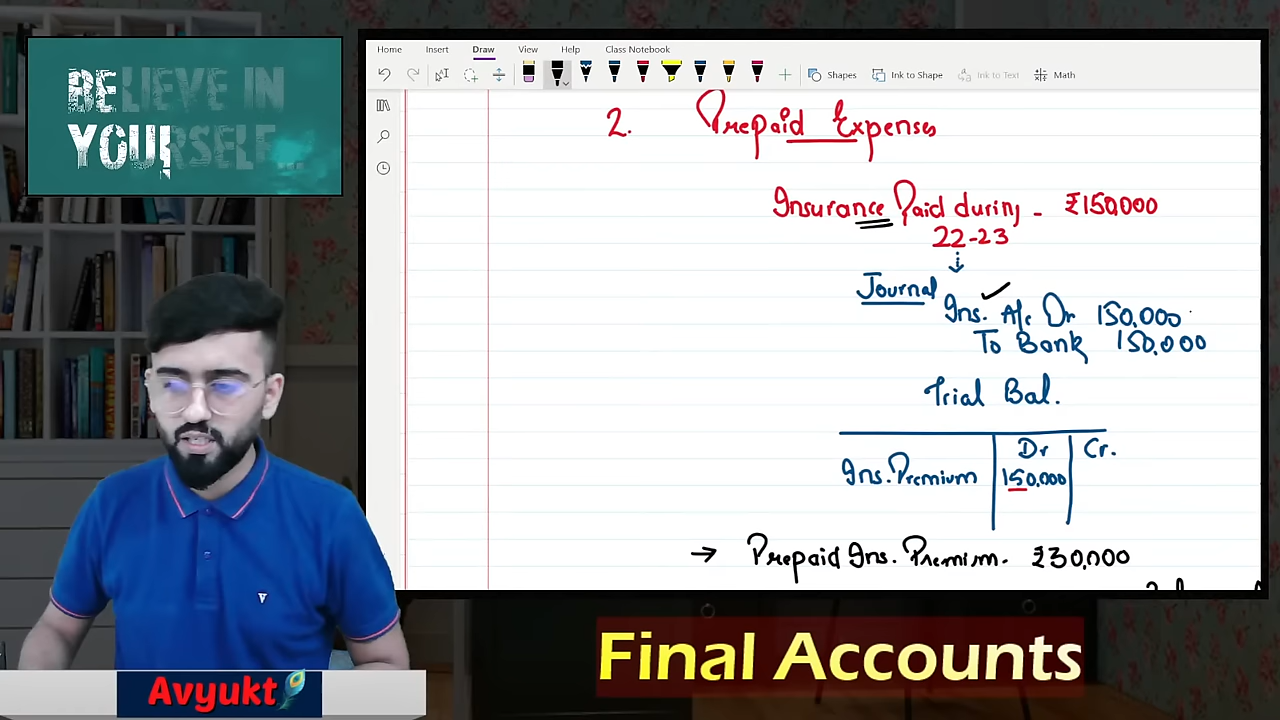 BELIEVE IN
YOURSELF...
Home Insert Draw View Help Class Notebook
Shapes Ink to Shape Ink to Text Math
2. Prepaid Expenses
Insurance Paid during - ₹150,000
22-23
Journal
Ins. A/c Dr 150,000
To Bank 150,000
Trial Bal.
Dr Cr.
Ins. Premium 150,000
→ Prepaid Ins. Premium. ₹30,000
Final Accounts
Avyukt